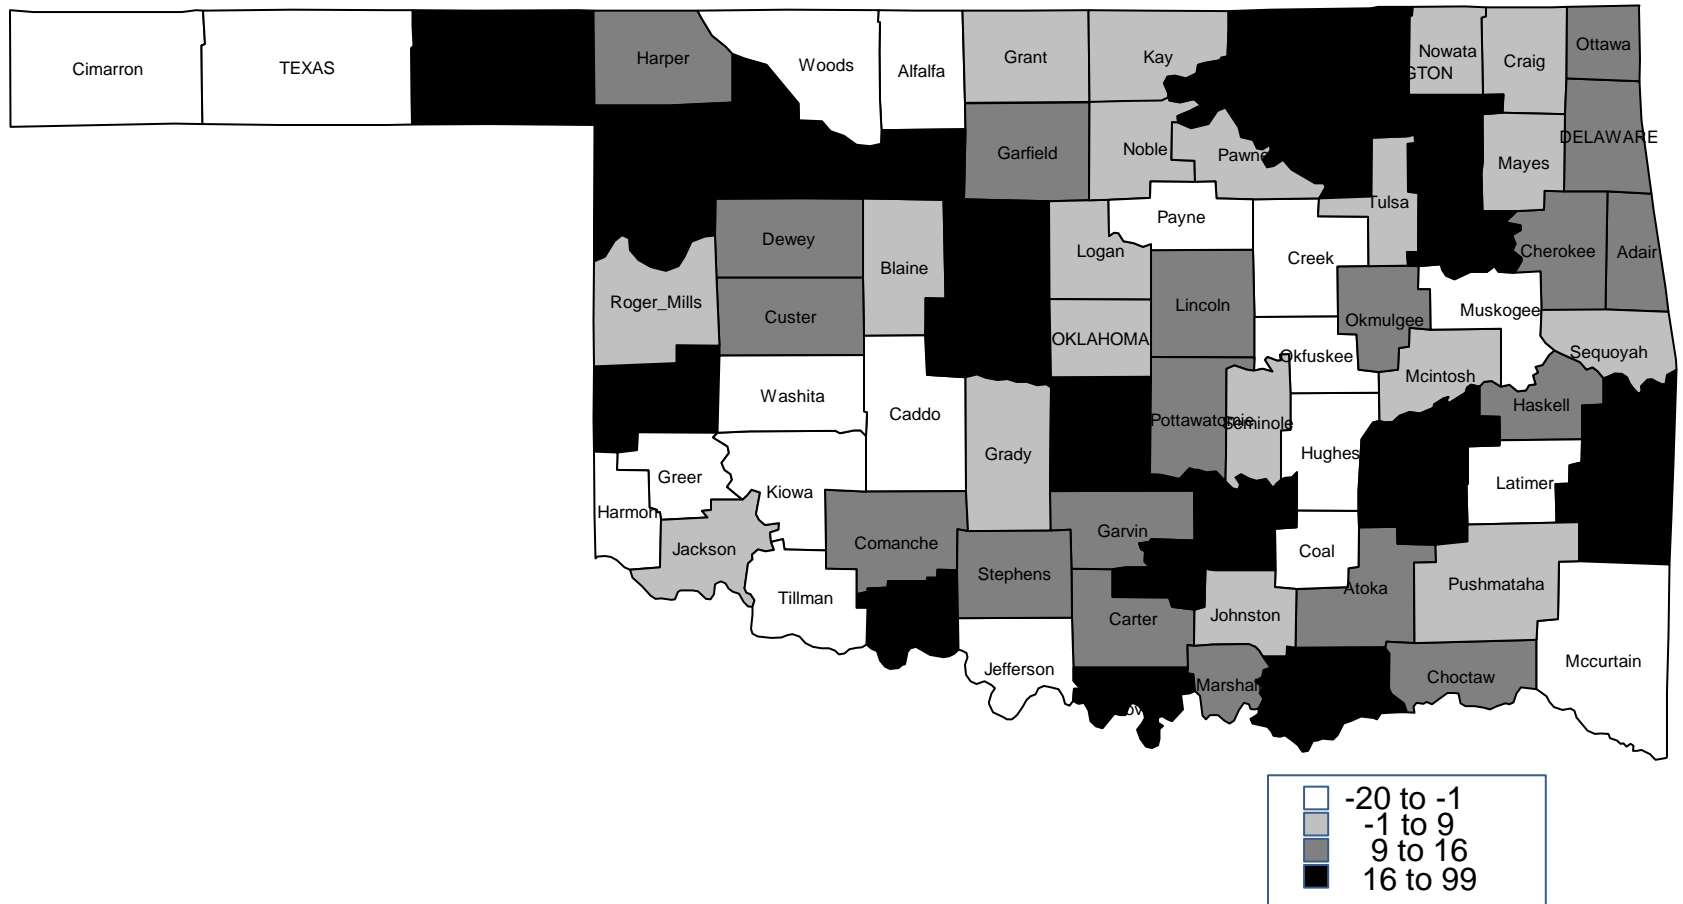 Cimarron
TEXAS
Harper
Woods
Alfalfa
Grant
Kay
Nowata
GTON
Craig
Ottawa
Garfield
Noble
Pawne
Mayes
DELAWARE
Dewey
Blaine
Logan
Payne
Creek
Tulsa
Cherokee
Adair
Roger_Mills
Custer
OKLAHOMA
Lincoln
Okmulgee
Muskogee
Washita
Caddo
Okfuskee
Mcintosh
Sequoyah
Pottawatomie
Seminole
Haskell
Greer
Kiowa
Grady
Hughes
Latimer
Harmon
Jackson
Comanche
Garvin
Coal
Tillman
Stephens
Carter
Johnston
Atoka
Pushmataha
Jefferson
Marshal
Choctaw
Mccurtain
-20 to -1
-1 to 9
9 to 16
16 to 99